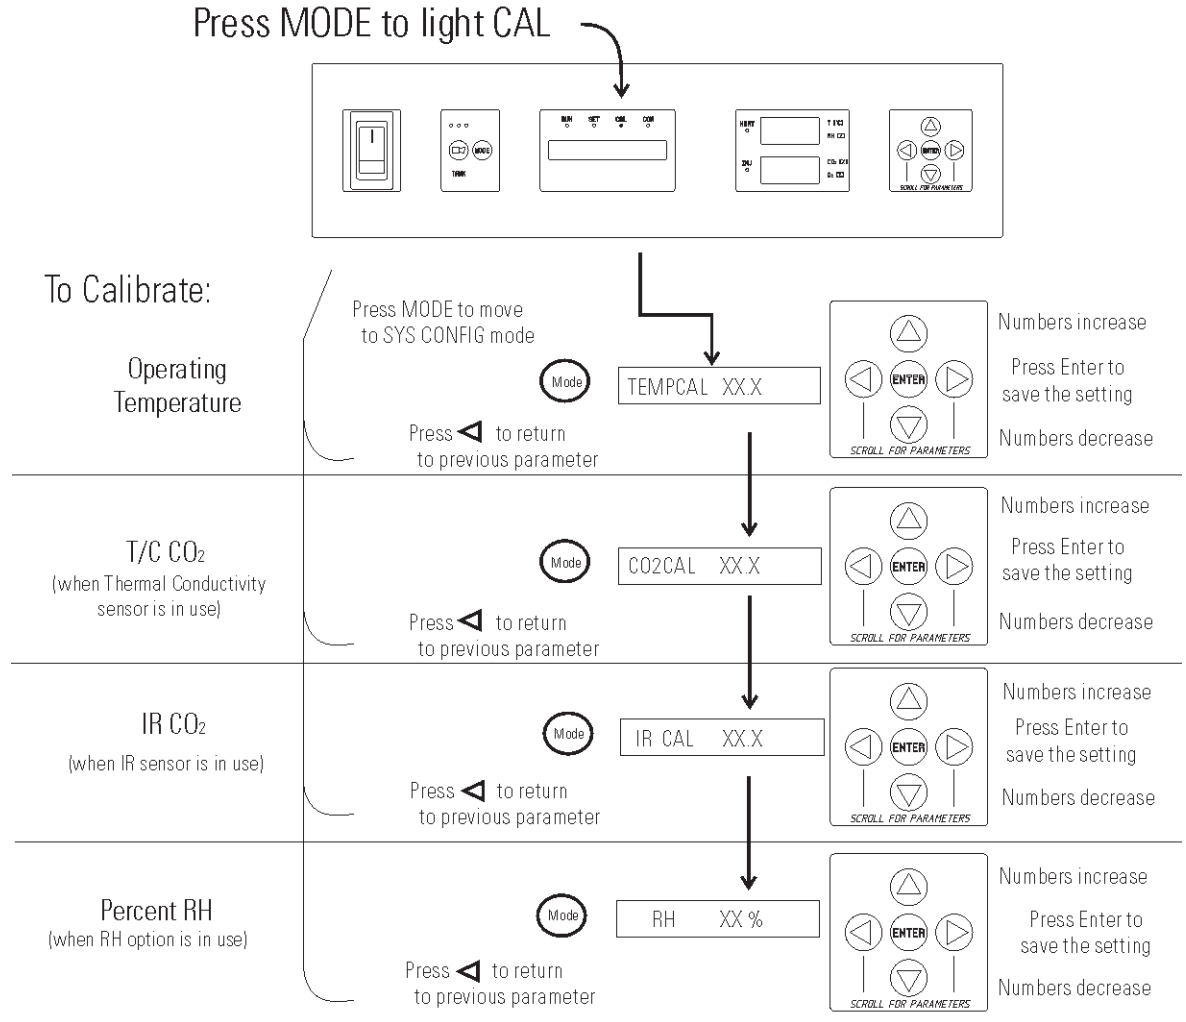 Press MODE to light CAL
RUN SET CAL CON
HEAT
T (°C)
RH
MODE
ENTER
INJ
TANK
SCROLL FOR PARAMETERS
To Calibrate:
Press MODE to move
to SYS CONFIG mode
Operating
Temperature
Mode
TEMPCAL XX.X
ENTER
SCROLL FOR PARAMETERS
Numbers increase
Press Enter to
save the setting
Numbers decrease
Press to return
to previous parameter
T/C CO2
(when Thermal Conductivity
sensor is in use)
Mode
CO2CAL XX.X
ENTER
SCROLL FOR PARAMETERS
Numbers increase
Press Enter to
save the setting
Numbers decrease
Press to return
to previous parameter
IR CO2
(when IR sensor is in use)
Mode
IR CAL XX.X
ENTER
SCROLL FOR PARAMETERS
Numbers increase
Press Enter to
save the setting
Numbers decrease
Press to return
to previous parameter
Percent RH
(when RH option is in use)
Mode
RH XX %
ENTER
SCROLL FOR PARAMETERS
Numbers increase
Press Enter to
save the setting
Numbers decrease
Press to return
to previous parameter